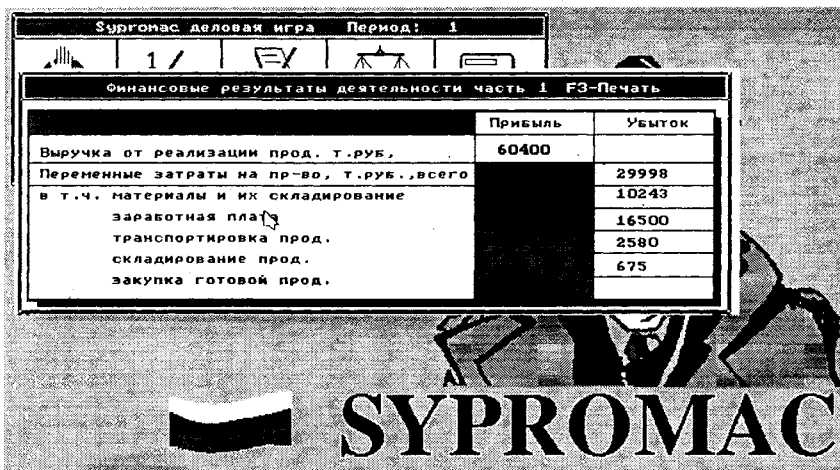 Sypromac деловая игра Период: 1
1
Финансовые результаты деятельности часть 1 F3-Печать
Прибыль Убыток
Выручка от реализации прод. т.руб, 60400
Переменные затраты на пр-во, т.руб.,всего 29998
в т.ч. материалы и их складирование 10243
заработная плата 16500
транспортировка прод. 2580
складирование прод. 675
закупка готовой прод.
SYPROMAC